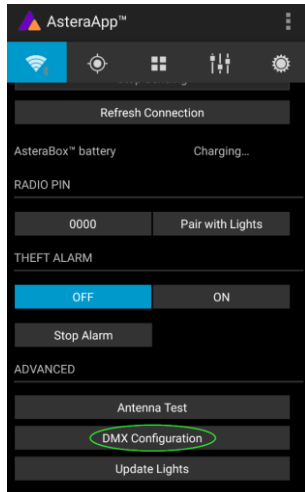 AsteraApp™
Refresh Connection
AsteraBox™ battery Charging...
RADIO PIN
0000 Pair with Lights
THEFT ALARM
OFF ON
Stop Alarm
ADVANCED
Antenna Test
DMX Configuration
Update Lights